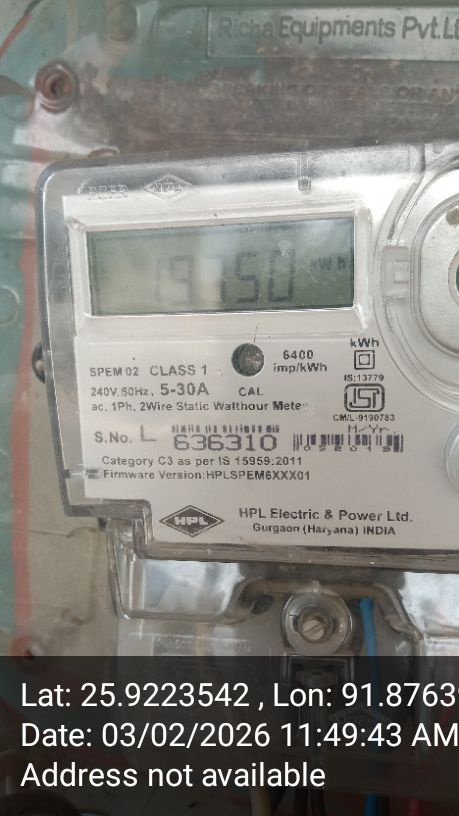 Richa Equipments Pvt.Lt
HPL
kWh
SPEM 02 CLASS 1
6400
imp/kWh
kWh
IS:13779
240V, 50Hz, 5-30A
CAL
ac. 1Ph. 2Wire Static Watthour Meter
CM/L-9190783
M/Yr.
S.No. L 636310
Category C3 as per IS 15959:2011
Firmware Version:HPLSPEM6XXX01
HPL
HPL Electric & Power Ltd.
Gurgaon (Haryana) INDIA
Lat: 25.9223542 , Lon: 91.8763
Date: 03/02/2026 11:49:43 AM
Address not available